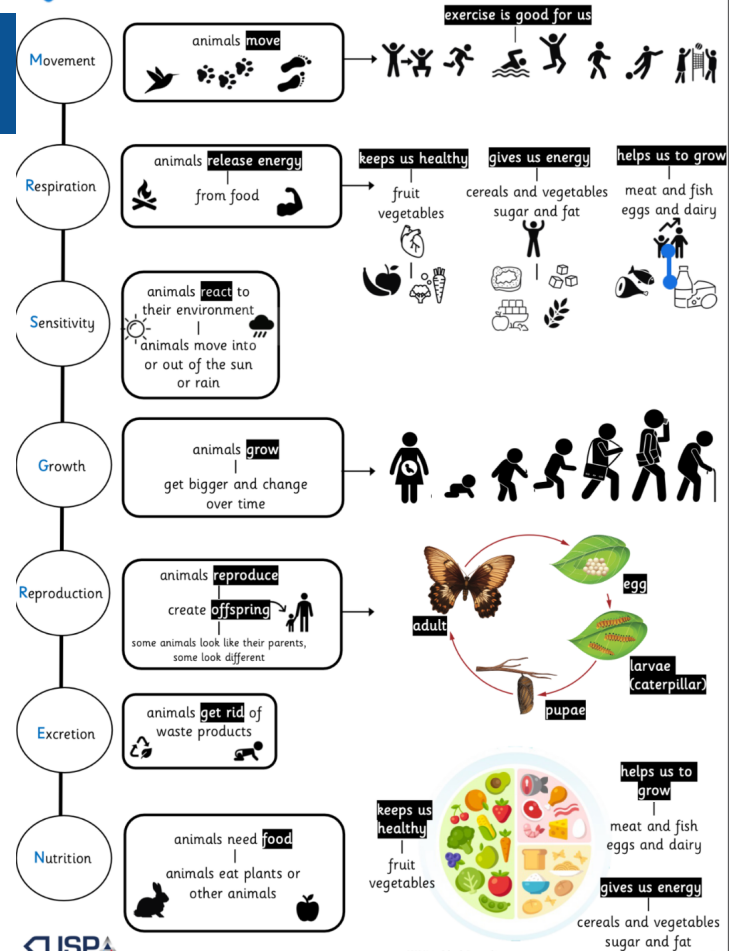 exercise is good for us
Movement
animals move
Respiration
animals release energy
from food
keeps us healthy
fruit
vegetables
gives us energy
cereals and vegetables
sugar and fat
helps us to grow
meat and fish
eggs and dairy
Sensitivity
animals react to
their environment
animals move into
or out of the sun
or rain
Growth
animals grow
get bigger and change
over time
Reproduction
animals reproduce
create offspring
some animals look like their parents,
some look different
adult
egg
larvae
(caterpillar)
pupae
Excretion
animals get rid of
waste products
Nutrition
animals need food
animals eat plants or
other animals
keeps us
healthy
fruit
vegetables
helps us to
grow
meat and fish
eggs and dairy
gives us energy
cereals and vegetables
sugar and fat